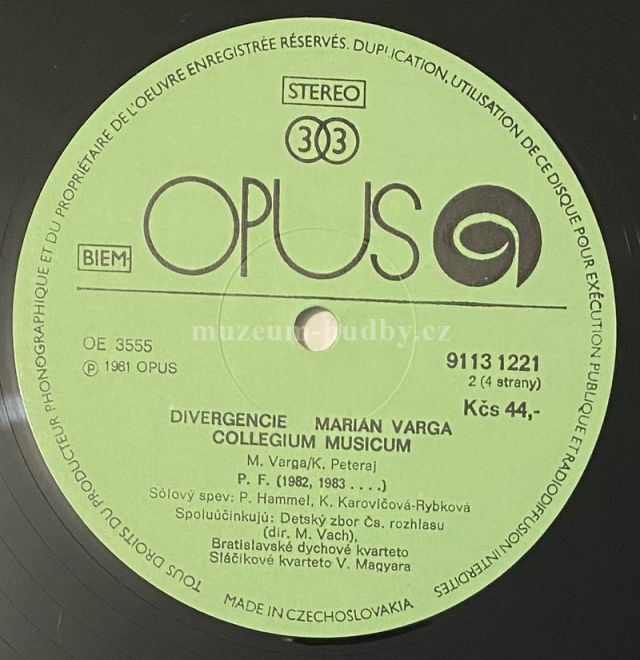 TOUS DROITS DU PRODUCTEUR PHONOGRAPHIQUE ET DU PROPRIÉTAIRE DE L'OEUVRE ENREGISTRÉE RÉSERVÉS. DUPLICATION, UTILISATION DE CE DISQUE POUR EXÉCUTION PUBLIQUE ET RADIODIFFUSION INTERDITES
STEREO
33
OPUS
BIEM
muzeum-hudby.cz
OE 3555
Ⓟ 1981 OPUS
9113 1221
2 (4 strany)
Kčs 44,-
DIVERGENCIE MARIÁN VARGA
COLLEGIUM MUSICUM
M. Varga/K. Peteraj
P. F. (1982, 1983 . . . .)
Sólový spev: P. Hammel, K. Karovičová-Rybková
Spoluúčinkujú: Detský zbor Čs. rozhlasu
(dir. M. Vach),
Bratislavské dychové kvarteto
Sláčikové kvarteto V. Magyara
MADE IN CZECHOSLOVAKIA